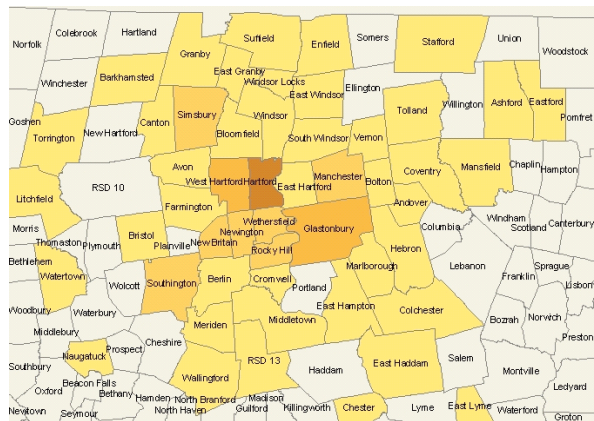 Colebrook
Hartland
Norfolk
Suffield
Enfield
Somers
Stafford
Union
Woodstock
Granby
East Granby
Winchester
Barkhamsted
Windsor Locks
East Windsor
Ellington
Willington
Ashford
Eastford
Pomfret
Goshen
Torrington
New Hartford
Canton
Simsbury
Windsor
Tolland
Bloomfield
South Windsor
Vernon
Avon
West Hartford
Hartford
East Hartford
Manchester
Bolton
Coventry
Mansfield
Chaplin
Hampton
RSD 10
Litchfield
Farmington
Andover
Morris
Thomaston
Plymouth
Bristol
Plainville
New Britain
Newington
Wethersfield
Glastonbury
Rocky Hill
Columbia
Windham
Scotland
Canterbury
Hebron
Bethlehem
Watertown
Wolcott
Southington
Berlin
Cromwell
Portland
Marlborough
Lebanon
Franklin
Sprague
Lisbon
Woodbury
Waterbury
Middlebury
Meriden
Middletown
East Hampton
Colchester
Bozrah
Norwich
Preston
Naugatuck
Prospect
Cheshire
Southbury
Wallingford
RSD 13
Haddam
East Haddam
Salem
Montville
Ledyard
Oxford
Beacon Falls
Bethany
Hamden
North Branford
Madison
Newtown
Seymour
North Haven
Guilford
Killingworth
Chester
Lyme
East Lyme
Waterford
Groton